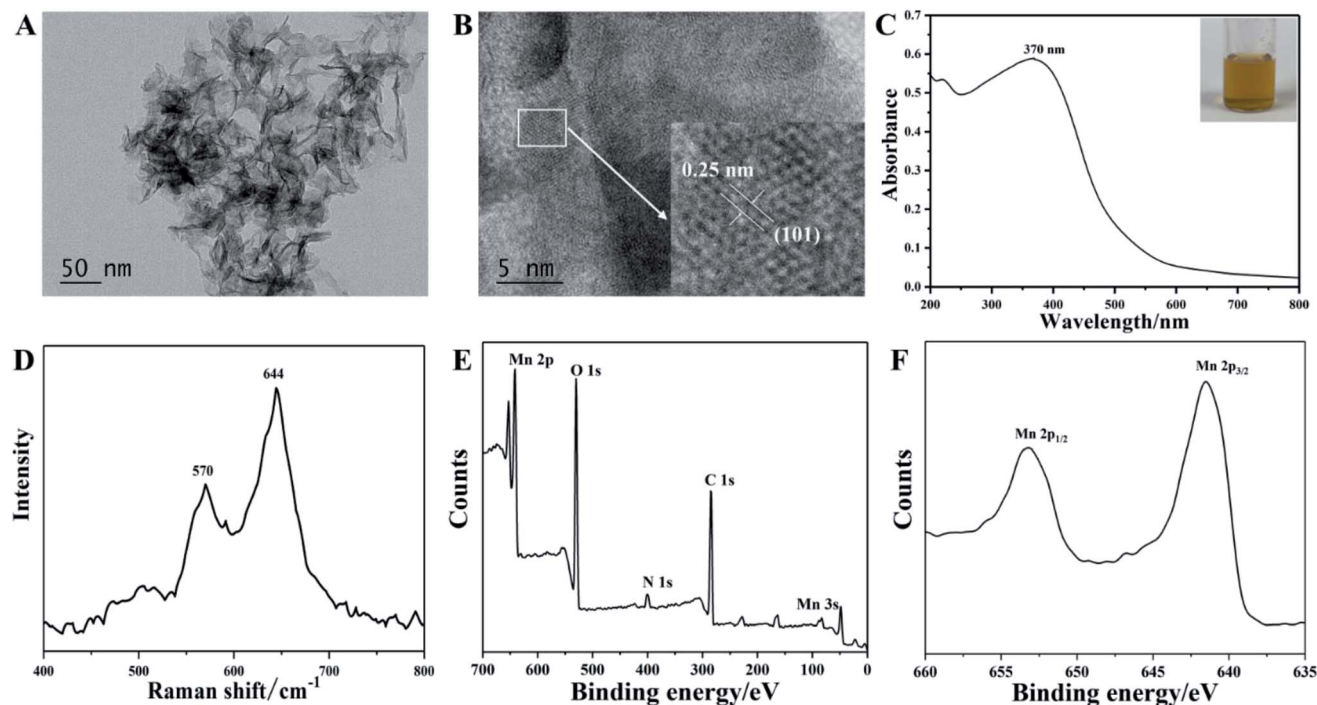 A
50 nm
B
0.25 nm
(101)
5 nm
C
370 nm
Absorbance
0.7
0.6
0.5
0.4
0.3
0.2
0.1
0.0
200 300 400 500 600 700 800
Wavelength/nm
D
644
570
Intensity
400 500 600 700 800
Raman shift/cm⁻¹
E
Mn 2p
O 1s
C 1s
N 1s
Mn 3s
Counts
700 600 500 400 300 200 100 0
Binding energy/eV
F
Mn 2p₃/₂
Mn 2p₁/₂
Counts
660 655 650 645 640 635
Binding energy/eV